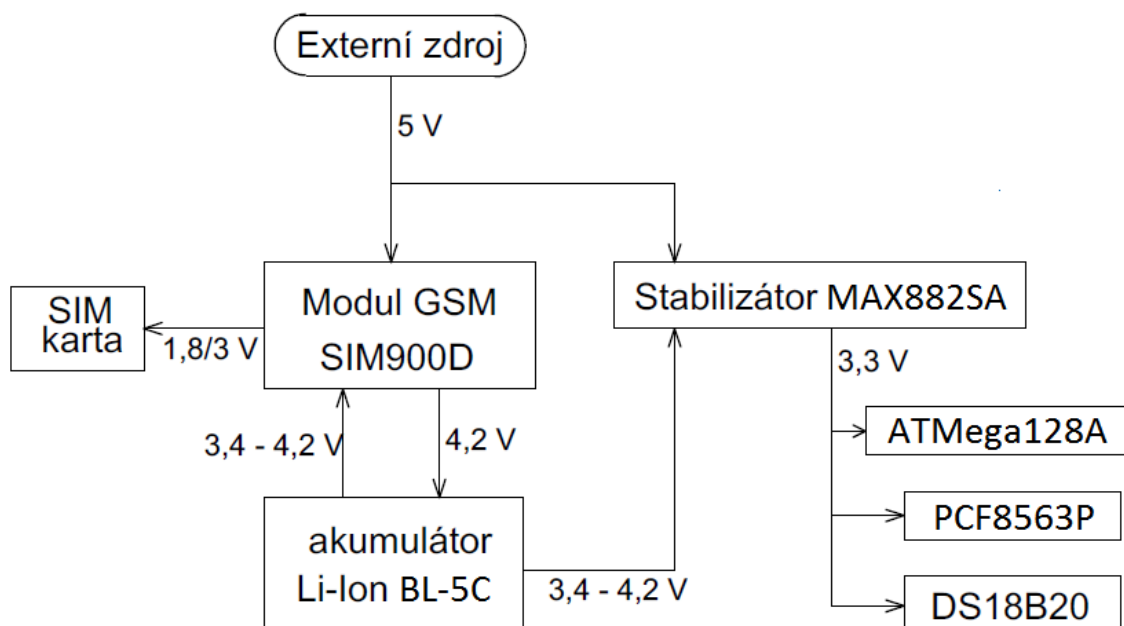 Externí zdroj
5 V
Modul GSM
SIM900D
Stabilizátor MAX882SA
SIM
karta
1,8/3 V
3,3 V
3,4 - 4,2 V
4,2 V
ATMega128A
PCF8563P
akumulátor
Li-Ion BL-5C
3,4 - 4,2 V
DS18B20